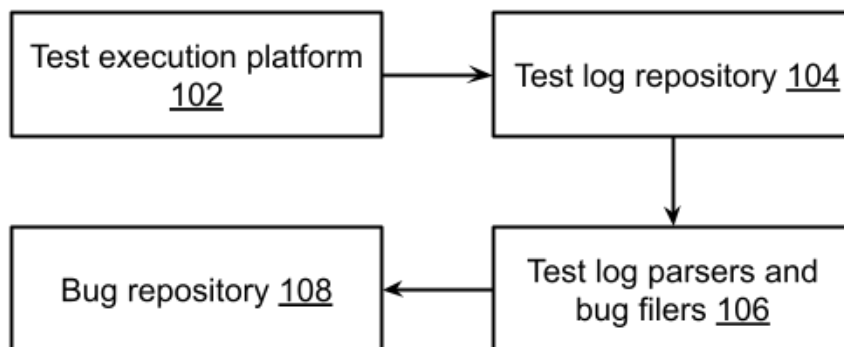 Test execution platform
102
Test log repository 104
Bug repository 108
Test log parsers and
bug filers 106